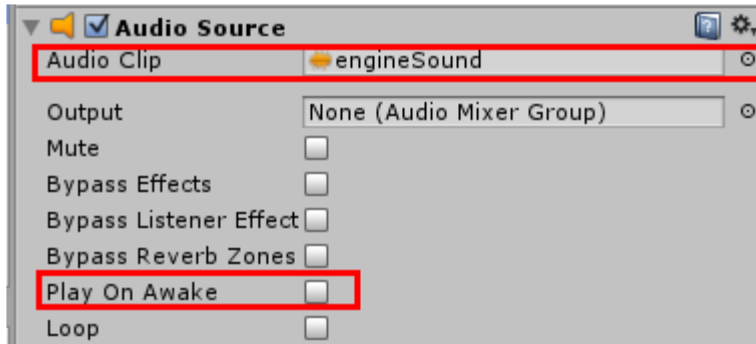 Audio Source
Audio Clip engineSound
Output None (Audio Mixer Group)
Mute
Bypass Effects
Bypass Listener Effect
Bypass Reverb Zones
Play On Awake
Loop